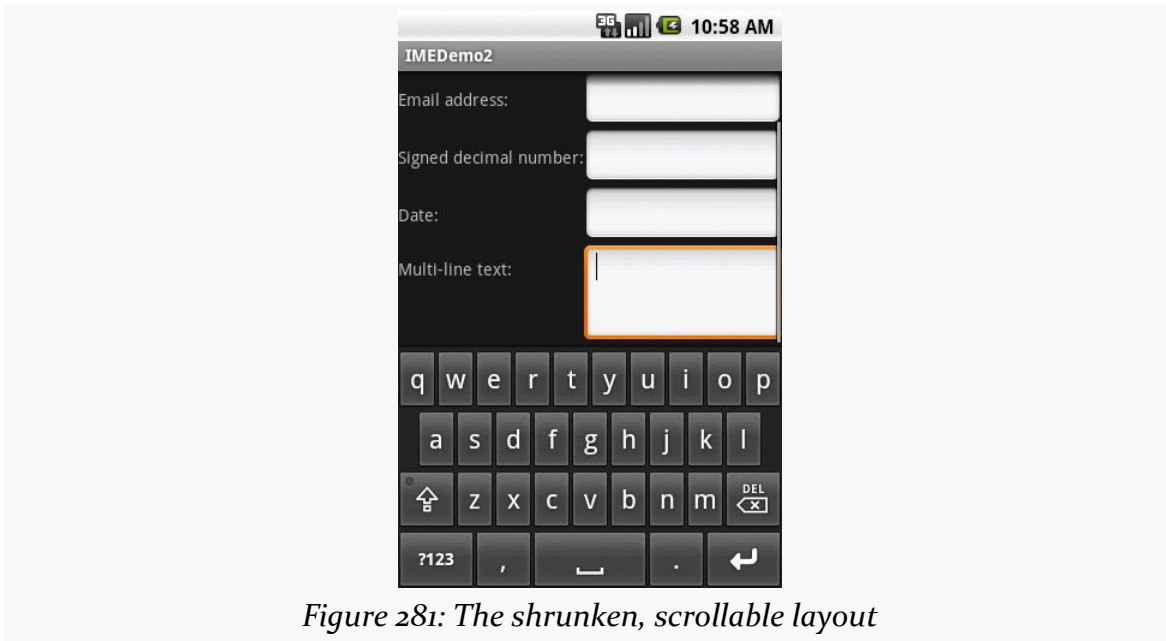 3G 10:58 AM
IMEDemo2
Email address:
Signed decimal number:
Date:
Multi-line text:
q w e r t y u i o p
a s d f g h j k l
z x c v b n m DEL
?123 , .
Figure 281: The shrunken, scrollable layout